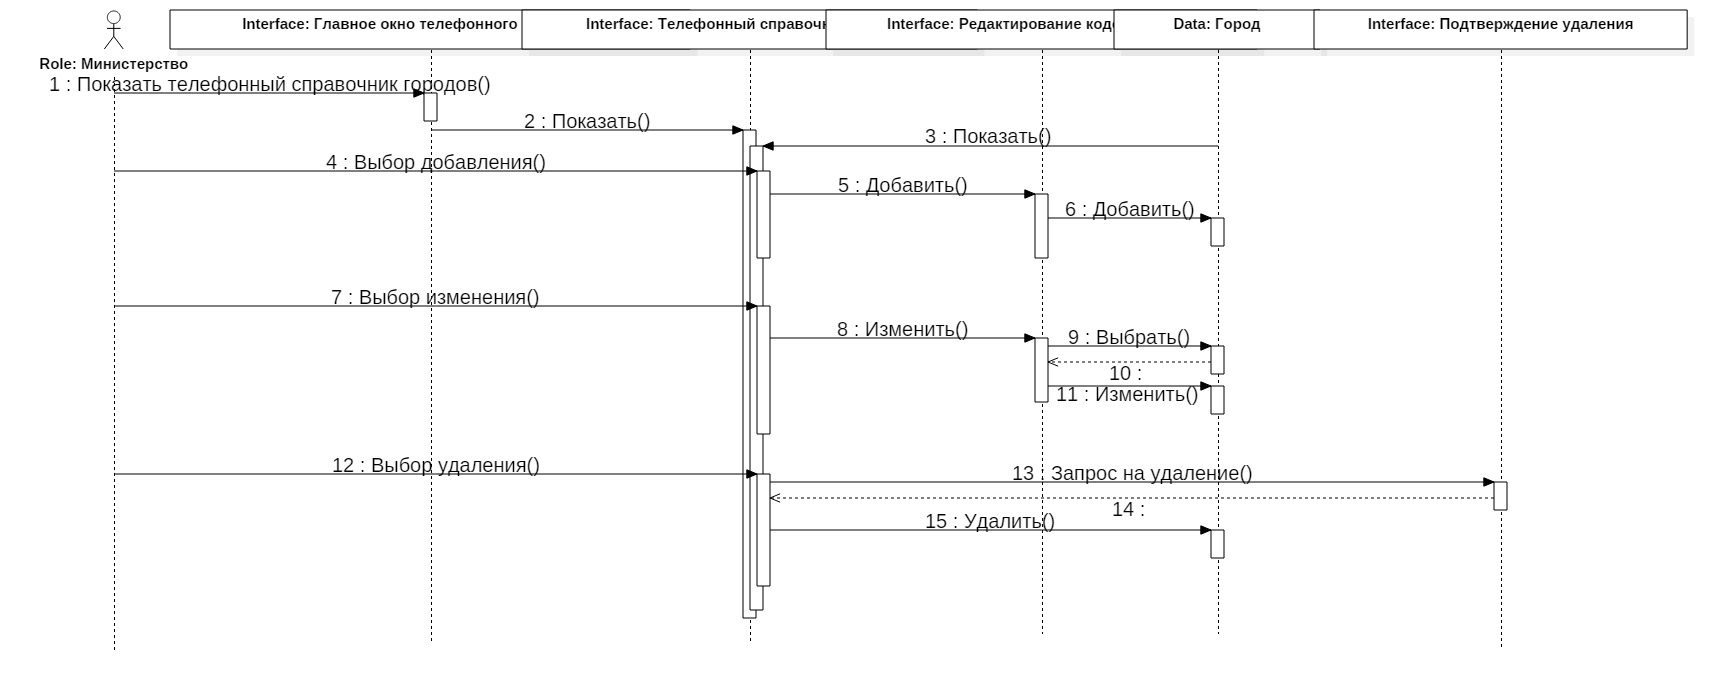 Interface: Главное окно телефонного
Interface: Телефонный
Interface: Редактирование
Data: Город
Interface: Подтверждение удаления
Role: Министерство
1 : Показать телефонный справочник городов()
2 : Показать()
3 : Показать()
4 : Выбор добавления()
5 : Добавить()
6 : Добавить()
7 : Выбор изменения()
8 : Изменить()
9 : Выбрать()
10 :
11 : Изменить()
12 : Выбор удаления()
13 : Запрос на удаление()
14 :
15 : Удалить()